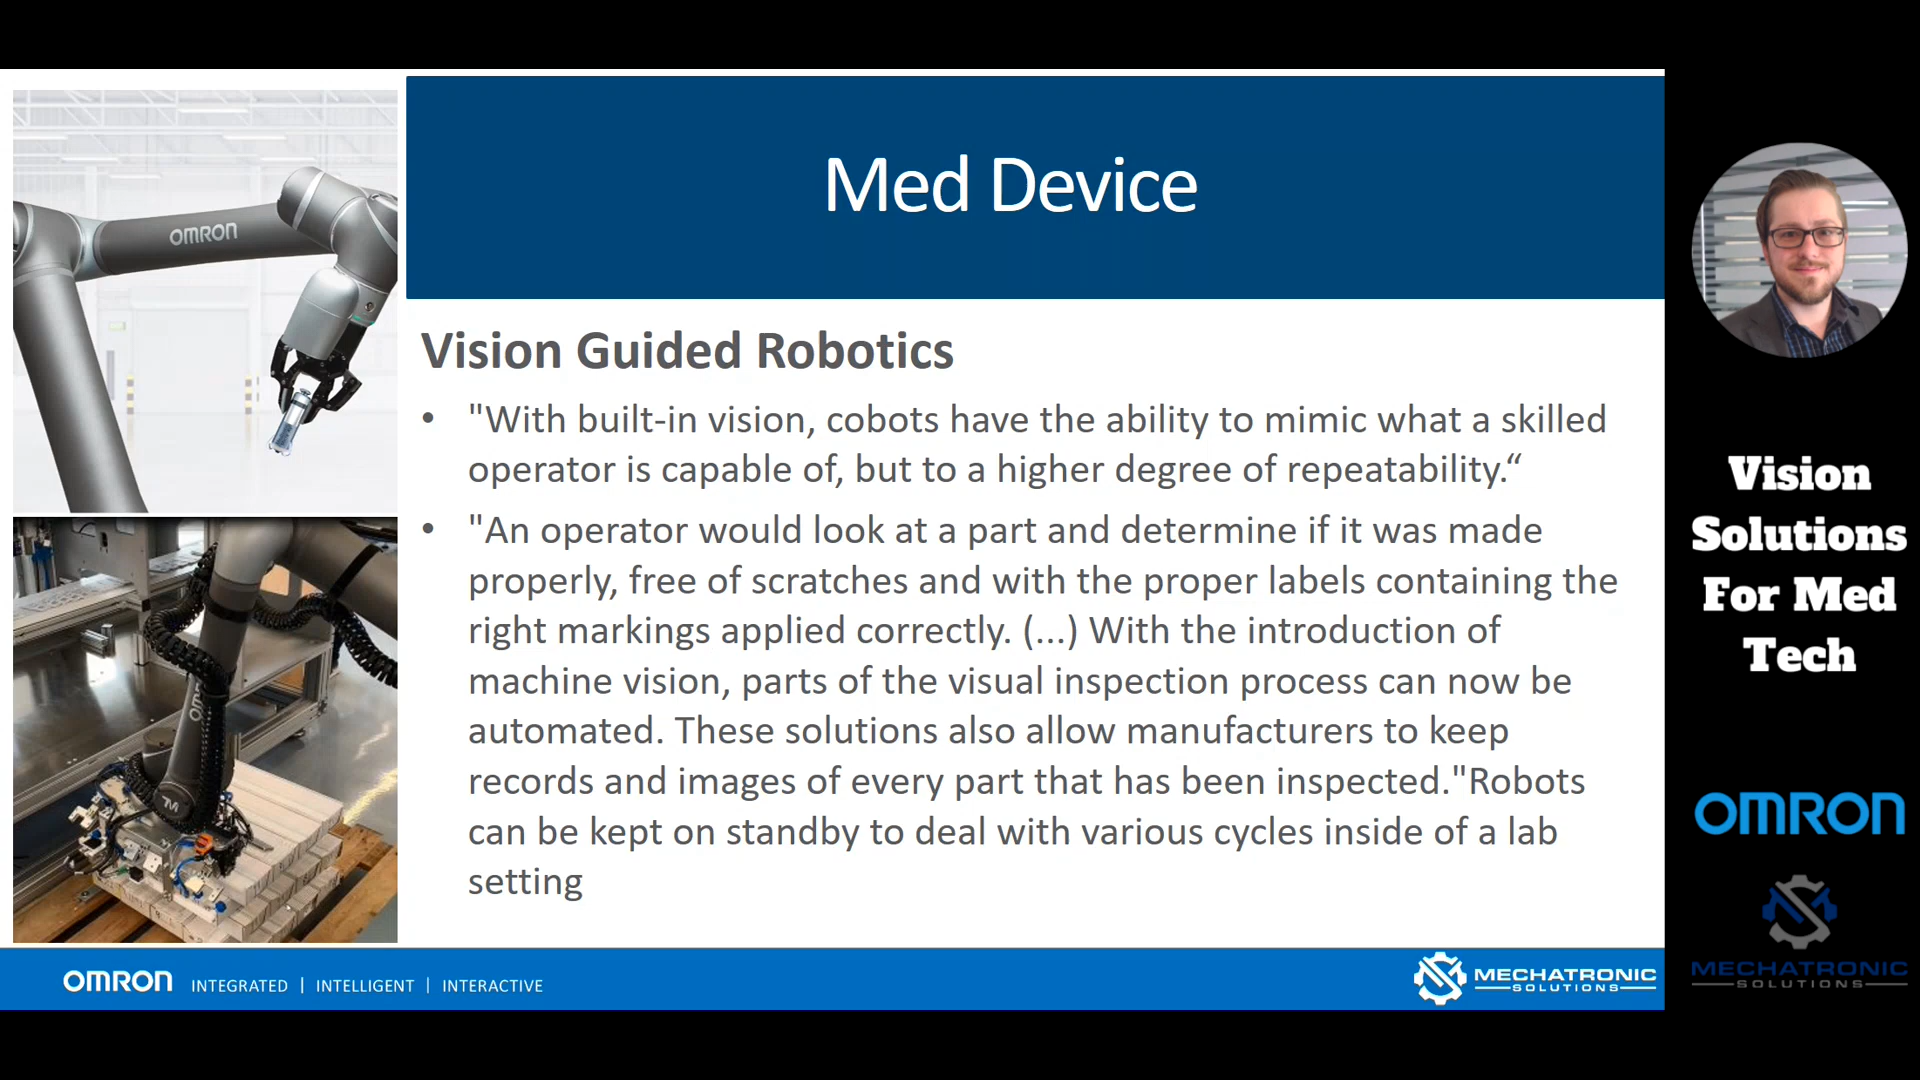 OMRON
Med Device
Vision Guided Robotics
• "With built-in vision, cobots have the ability to mimic what a skilled
operator is capable of, but to a higher degree of repeatability.“
• "An operator would look at a part and determine if it was made
properly, free of scratches and with the proper labels containing the
right markings applied correctly. (...) With the introduction of
machine vision, parts of the visual inspection process can now be
automated. These solutions also allow manufacturers to keep
records and images of every part that has been inspected."Robots
can be kept on standby to deal with various cycles inside of a lab
setting
TM
OMRON INTEGRATED | INTELLIGENT | INTERACTIVE
MECHATRONIC
SOLUTIONS
Vision
Solutions
For Med
Tech
OMRON
MECHATRONIC
SOLUTIONS